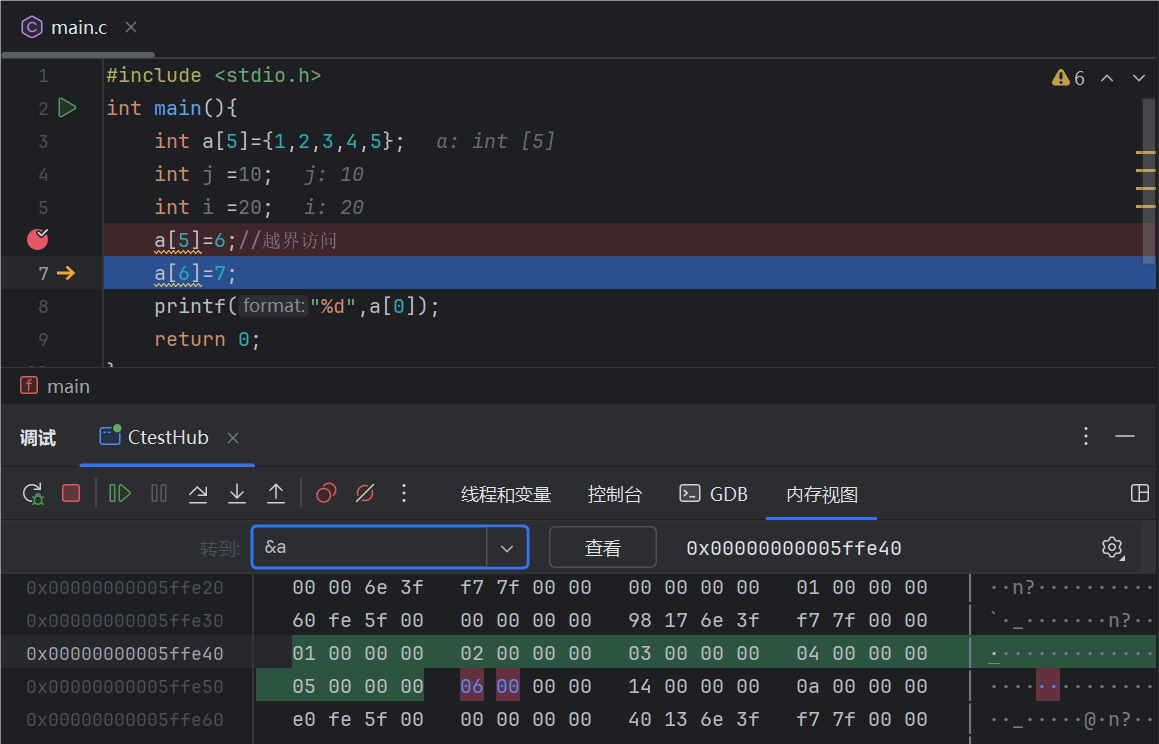 main.c
1 #include <stdio.h>
6
2 int main(){
3 int a[5]={1,2,3,4,5}; a: int [5]
4 int j =10; j: 10
5 int i =20; i: 20
a[5]=6;//越界访问
7 a[6]=7;
8 printf( format: "%d",a[0]);
9 return 0;
main
调试 CtestHub
线程和变量 控制台 GDB 内存视图
转到: &a 查看 0x00000000005ffe40
0x00000000005ffe20 00 00 6e 3f f7 7f 00 00 00 00 00 00 01 00 00 00 ··n?············
0x00000000005ffe30 60 fe 5f 00 00 00 00 00 98 17 6e 3f f7 7f 00 00 `·_·······n?····
0x00000000005ffe40 01 00 00 00 02 00 00 00 03 00 00 00 04 00 00 00 ················
0x00000000005ffe50 05 00 00 00 06 00 00 00 14 00 00 00 0a 00 00 00 ················
0x00000000005ffe60 e0 fe 5f 00 00 00 00 00 40 13 6e 3f f7 7f 00 00 ··_·····@·n?····